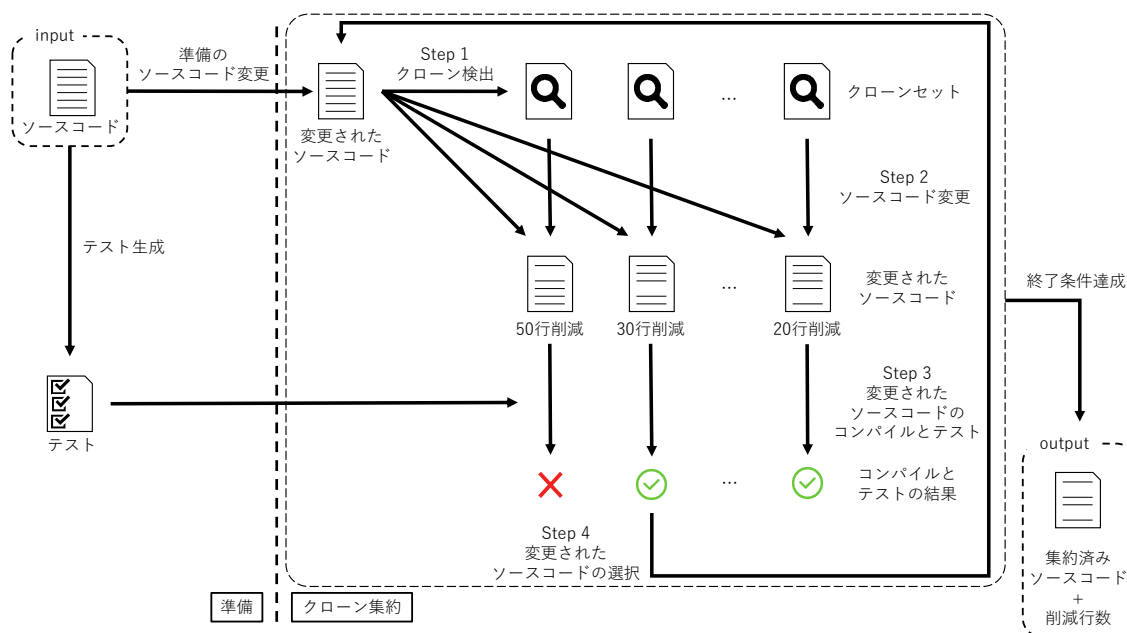 input
ソースコード
準備の
ソースコード変更
変更された
ソースコード
Step 1
クローン検出
...
クローンセット
Step 2
ソースコード変更
テスト生成
50行削減
30行削減
...
20行削減
変更された
ソースコード
終了条件達成
テスト
Step 3
変更された
ソースコードの
コンパイルとテスト
...
コンパイルと
テストの結果
Step 4
変更された
ソースコードの選択
output
集約済み
ソースコード
+
削減行数
準備
クローン集約